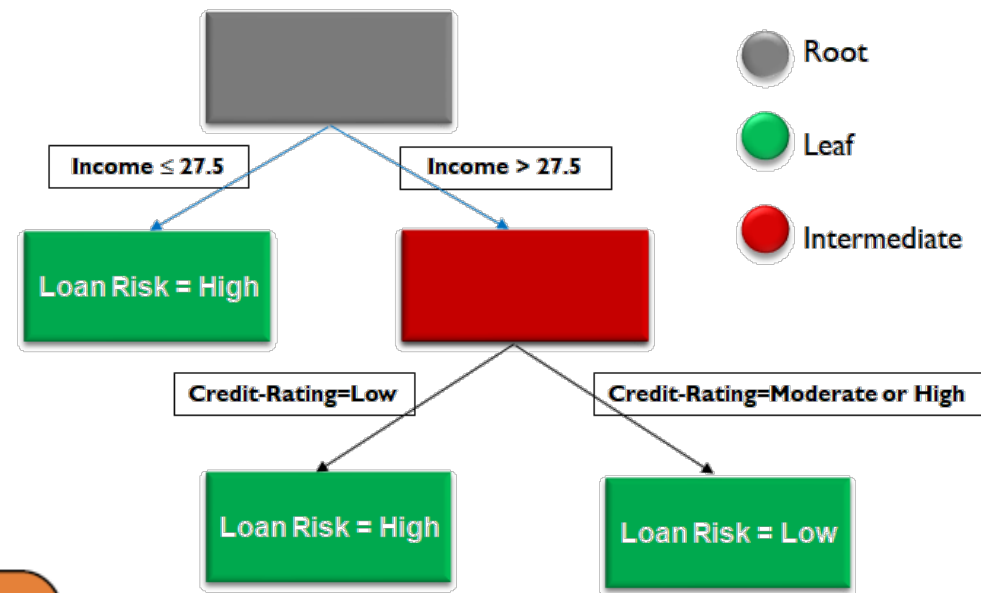 Root
Leaf
Intermediate
Income ≤ 27.5
Income > 27.5
Loan Risk = High
Credit-Rating=Low
Credit-Rating=Moderate or High
Loan Risk = High
Loan Risk = Low